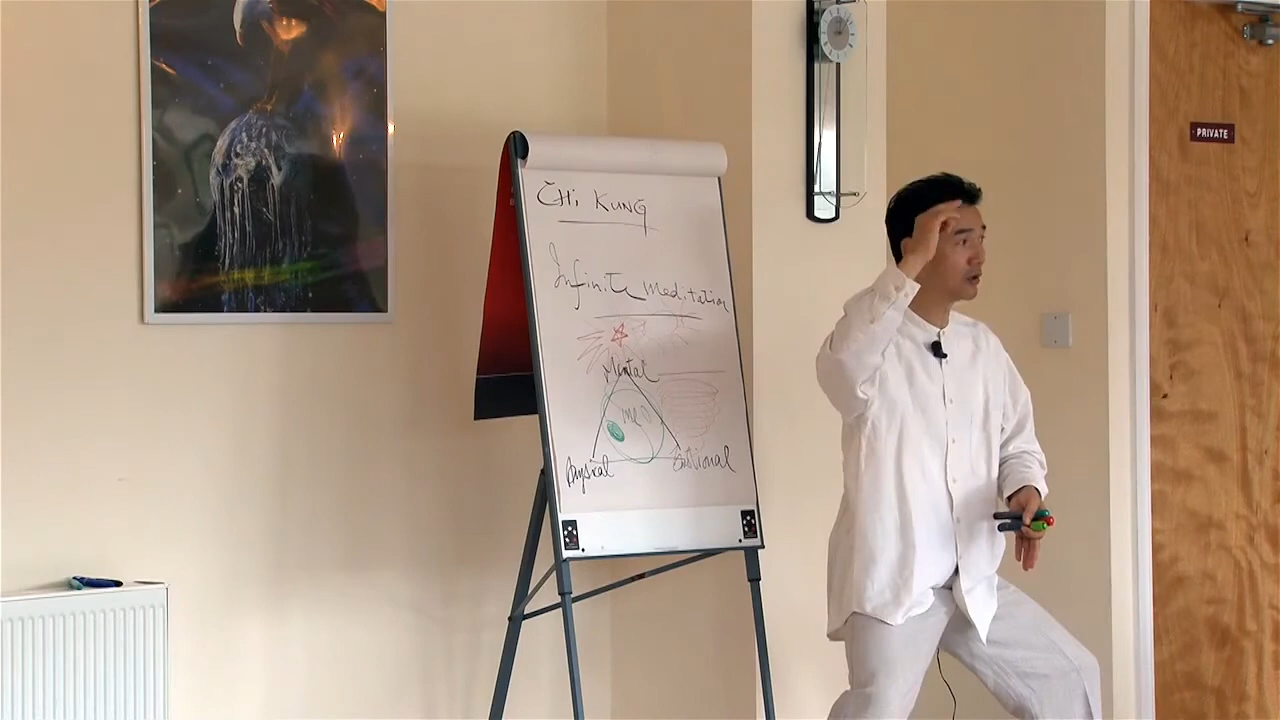 CHi KUNG
Infinite Meditation
Mental
me
Physical Emotional
PRIVATE